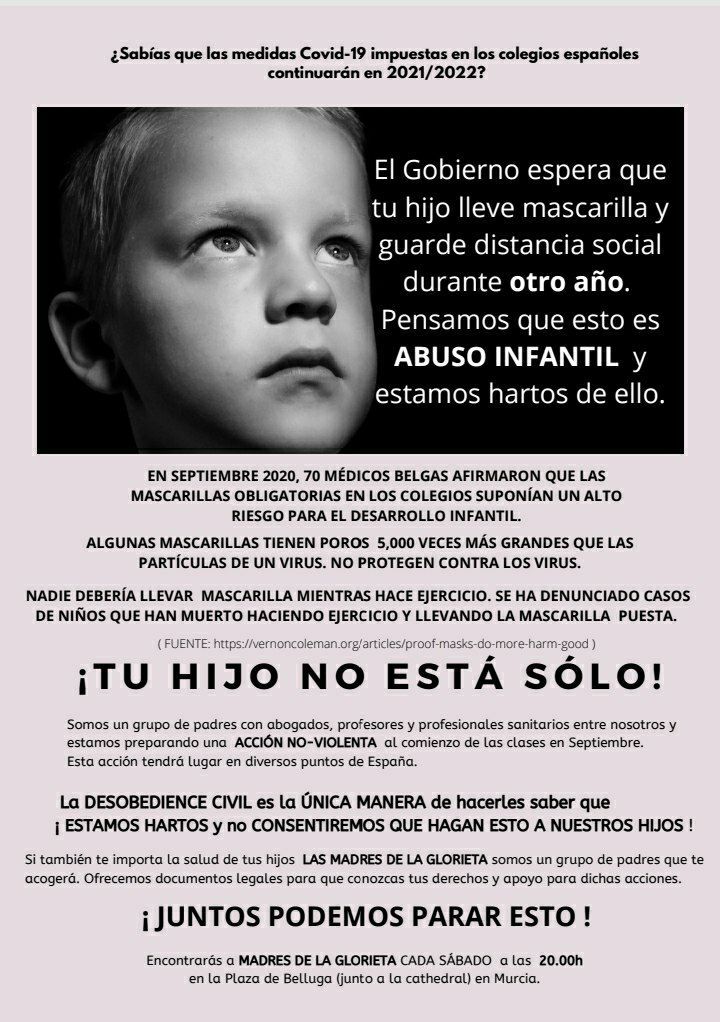 ¿Sabías que las medidas Covid-19 impuestas en los colegios españoles
continuarán en 2021/2022?
El Gobierno espera que
tu hijo lleve mascarilla y
guarde distancia social
durante otro año.
Pensamos que esto es
ABUSO INFANTIL y
estamos hartos de ello.
EN SEPTIEMBRE 2020, 70 MÉDICOS BELGAS AFIRMARON QUE LAS
MASCARILLAS OBLIGATORIAS EN LOS COLEGIOS SUPONÍAN UN ALTO
RIESGO PARA EL DESARROLLO INFANTIL.
ALGUNAS MASCARILLAS TIENEN POROS 5,000 VECES MÁS GRANDES QUE LAS
PARTÍCULAS DE UN VIRUS. NO PROTEGEN CONTRA LOS VIRUS.
NADIE DEBERÍA LLEVAR MASCARILLA MIENTRAS HACE EJERCICIO. SE HA DENUNCIADO CASOS
DE NIÑOS QUE HAN MUERTO HACIENDO EJERCICIO Y LLEVANDO LA MASCARILLA PUESTA.
( FUENTE: https://vernoncoleman.org/articles/proof-masks-do-more-harm-good )
¡TU HIJO NO ESTÁ SÓLO!
Somos un grupo de padres con abogados, profesores y profesionales sanitarios entre nosotros y
estamos preparando una ACCIÓN NO-VIOLENTA al comienzo de las clases en Septiembre.
Esta acción tendrá lugar en diversos puntos de España.
La DESOBEDIENCE CIVIL es la ÚNICA MANERA de hacerles saber que
¡ ESTAMOS HARTOS y no CONSENTIREMOS QUE HAGAN ESTO A NUESTROS HIJOS !
Si también te importa la salud de tus hijos LAS MADRES DE LA GLORIETA somos un grupo de padres que te
acogerá. Ofrecemos documentos legales para que conozcas tus derechos y apoyo para dichas acciones.
¡ JUNTOS PODEMOS PARAR ESTO !
Encontrarás a MADRES DE LA GLORIETA CADA SÁBADO a las 20.00h
en la Plaza de Belluga (junto a la cathedral) en Murcia.